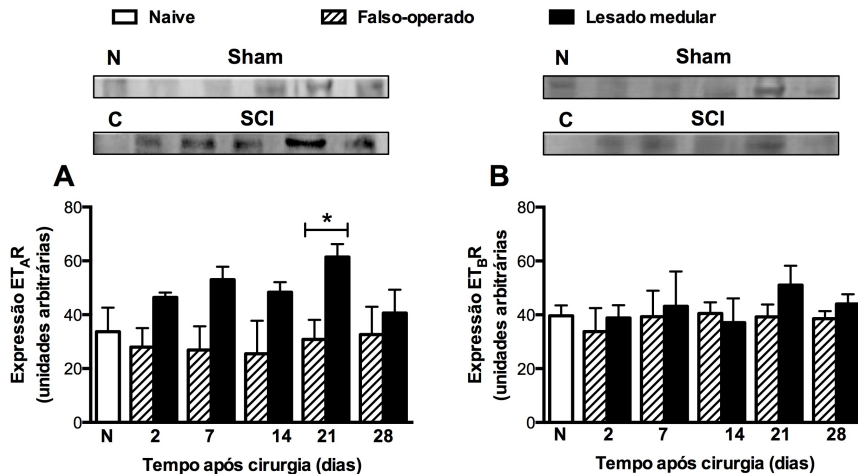 Naive Falso-operado Lesado medular
N Sham
C SCI
N Sham
C SCI
A
80
60
40
20
0
Expressão ETAR
(unidades arbitrárias)
*
N 2 7 14 21 28
Tempo após cirurgia (dias)
B
80
60
40
20
0
Expressão ETBR
(unidades arbitrárias
N 2 7 14 21 28
Tempo após cirurgia (dias)